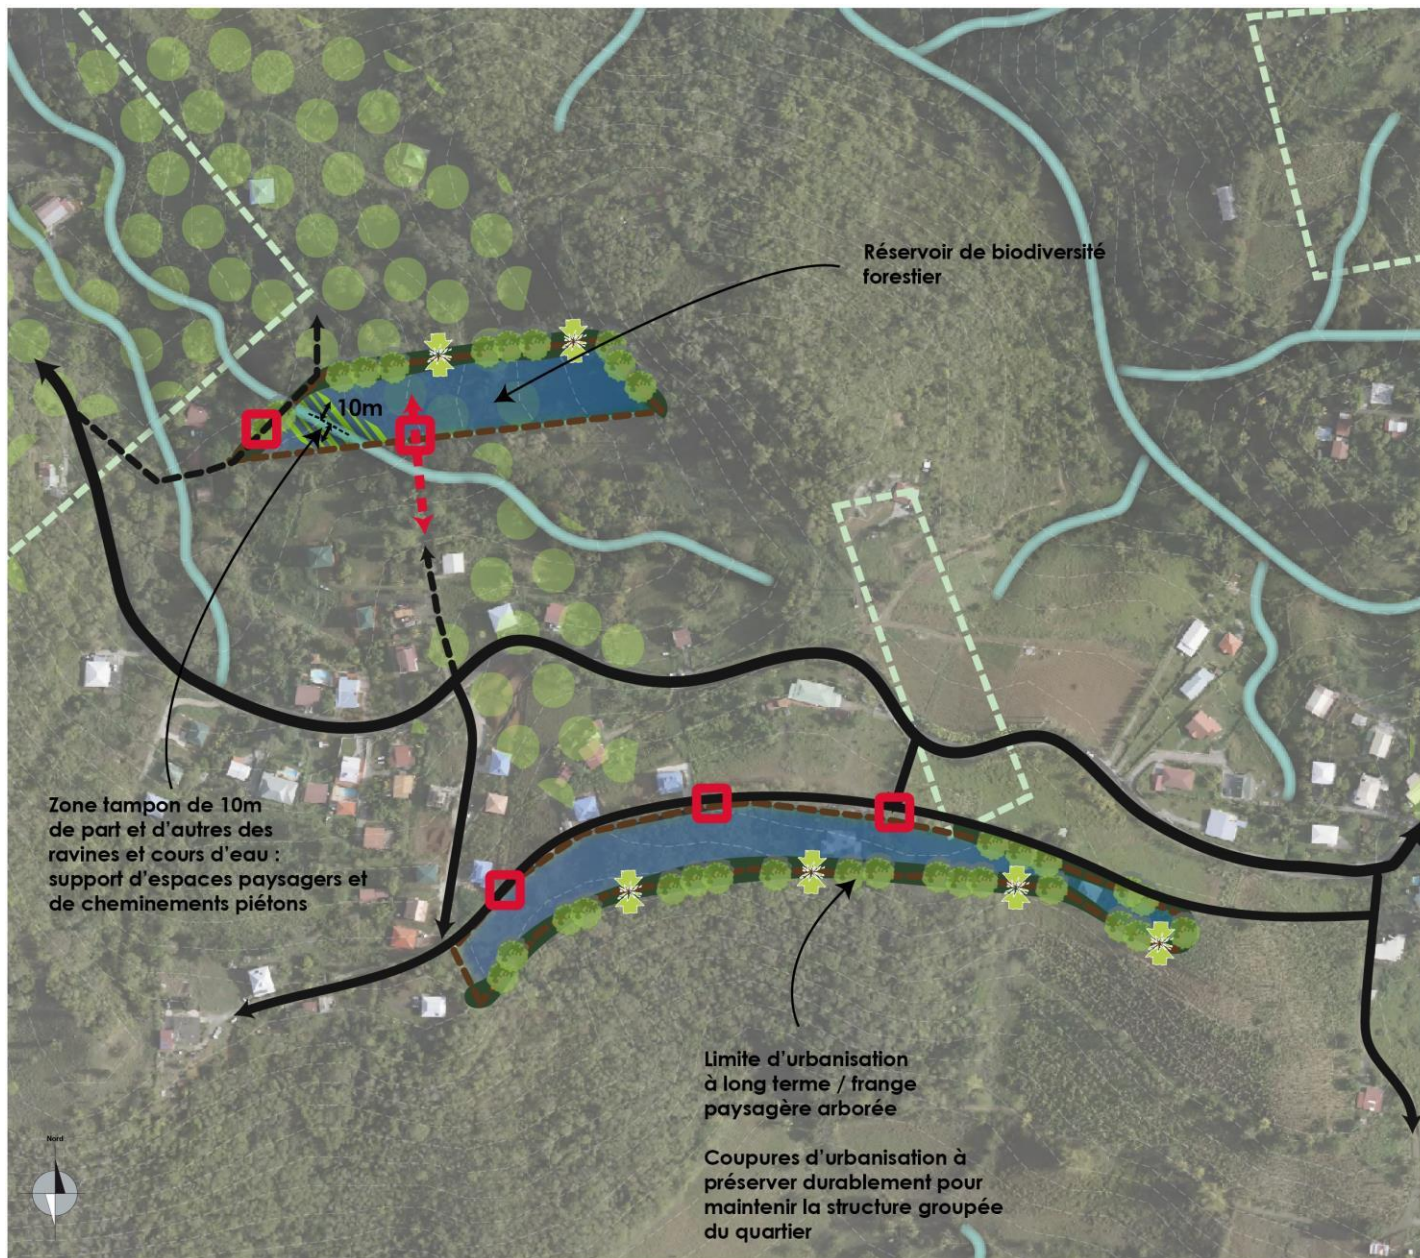 Réservoir de biodiversité
forestier
10m
Zone tampon de 10m
de part et d'autres des
ravines et cours d'eau :
support d'espaces paysagers et
de cheminements piétons
Limite d'urbanisation
à long terme / frange
paysagère arborée
Coupures d'urbanisation à
préserver durablement pour
maintenir la structure groupée
du quartier
Nord